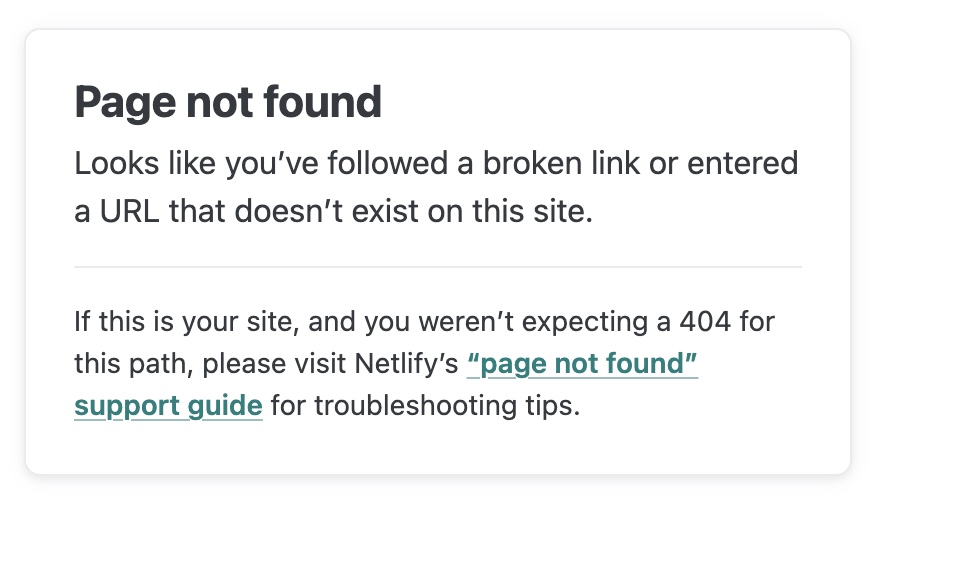 Page not found
Looks like you’ve followed a broken link or entered
a URL that doesn’t exist on this site.
If this is your site, and you weren’t expecting a 404 for
this path, please visit Netlify’s “page not found”
support guide for troubleshooting tips.